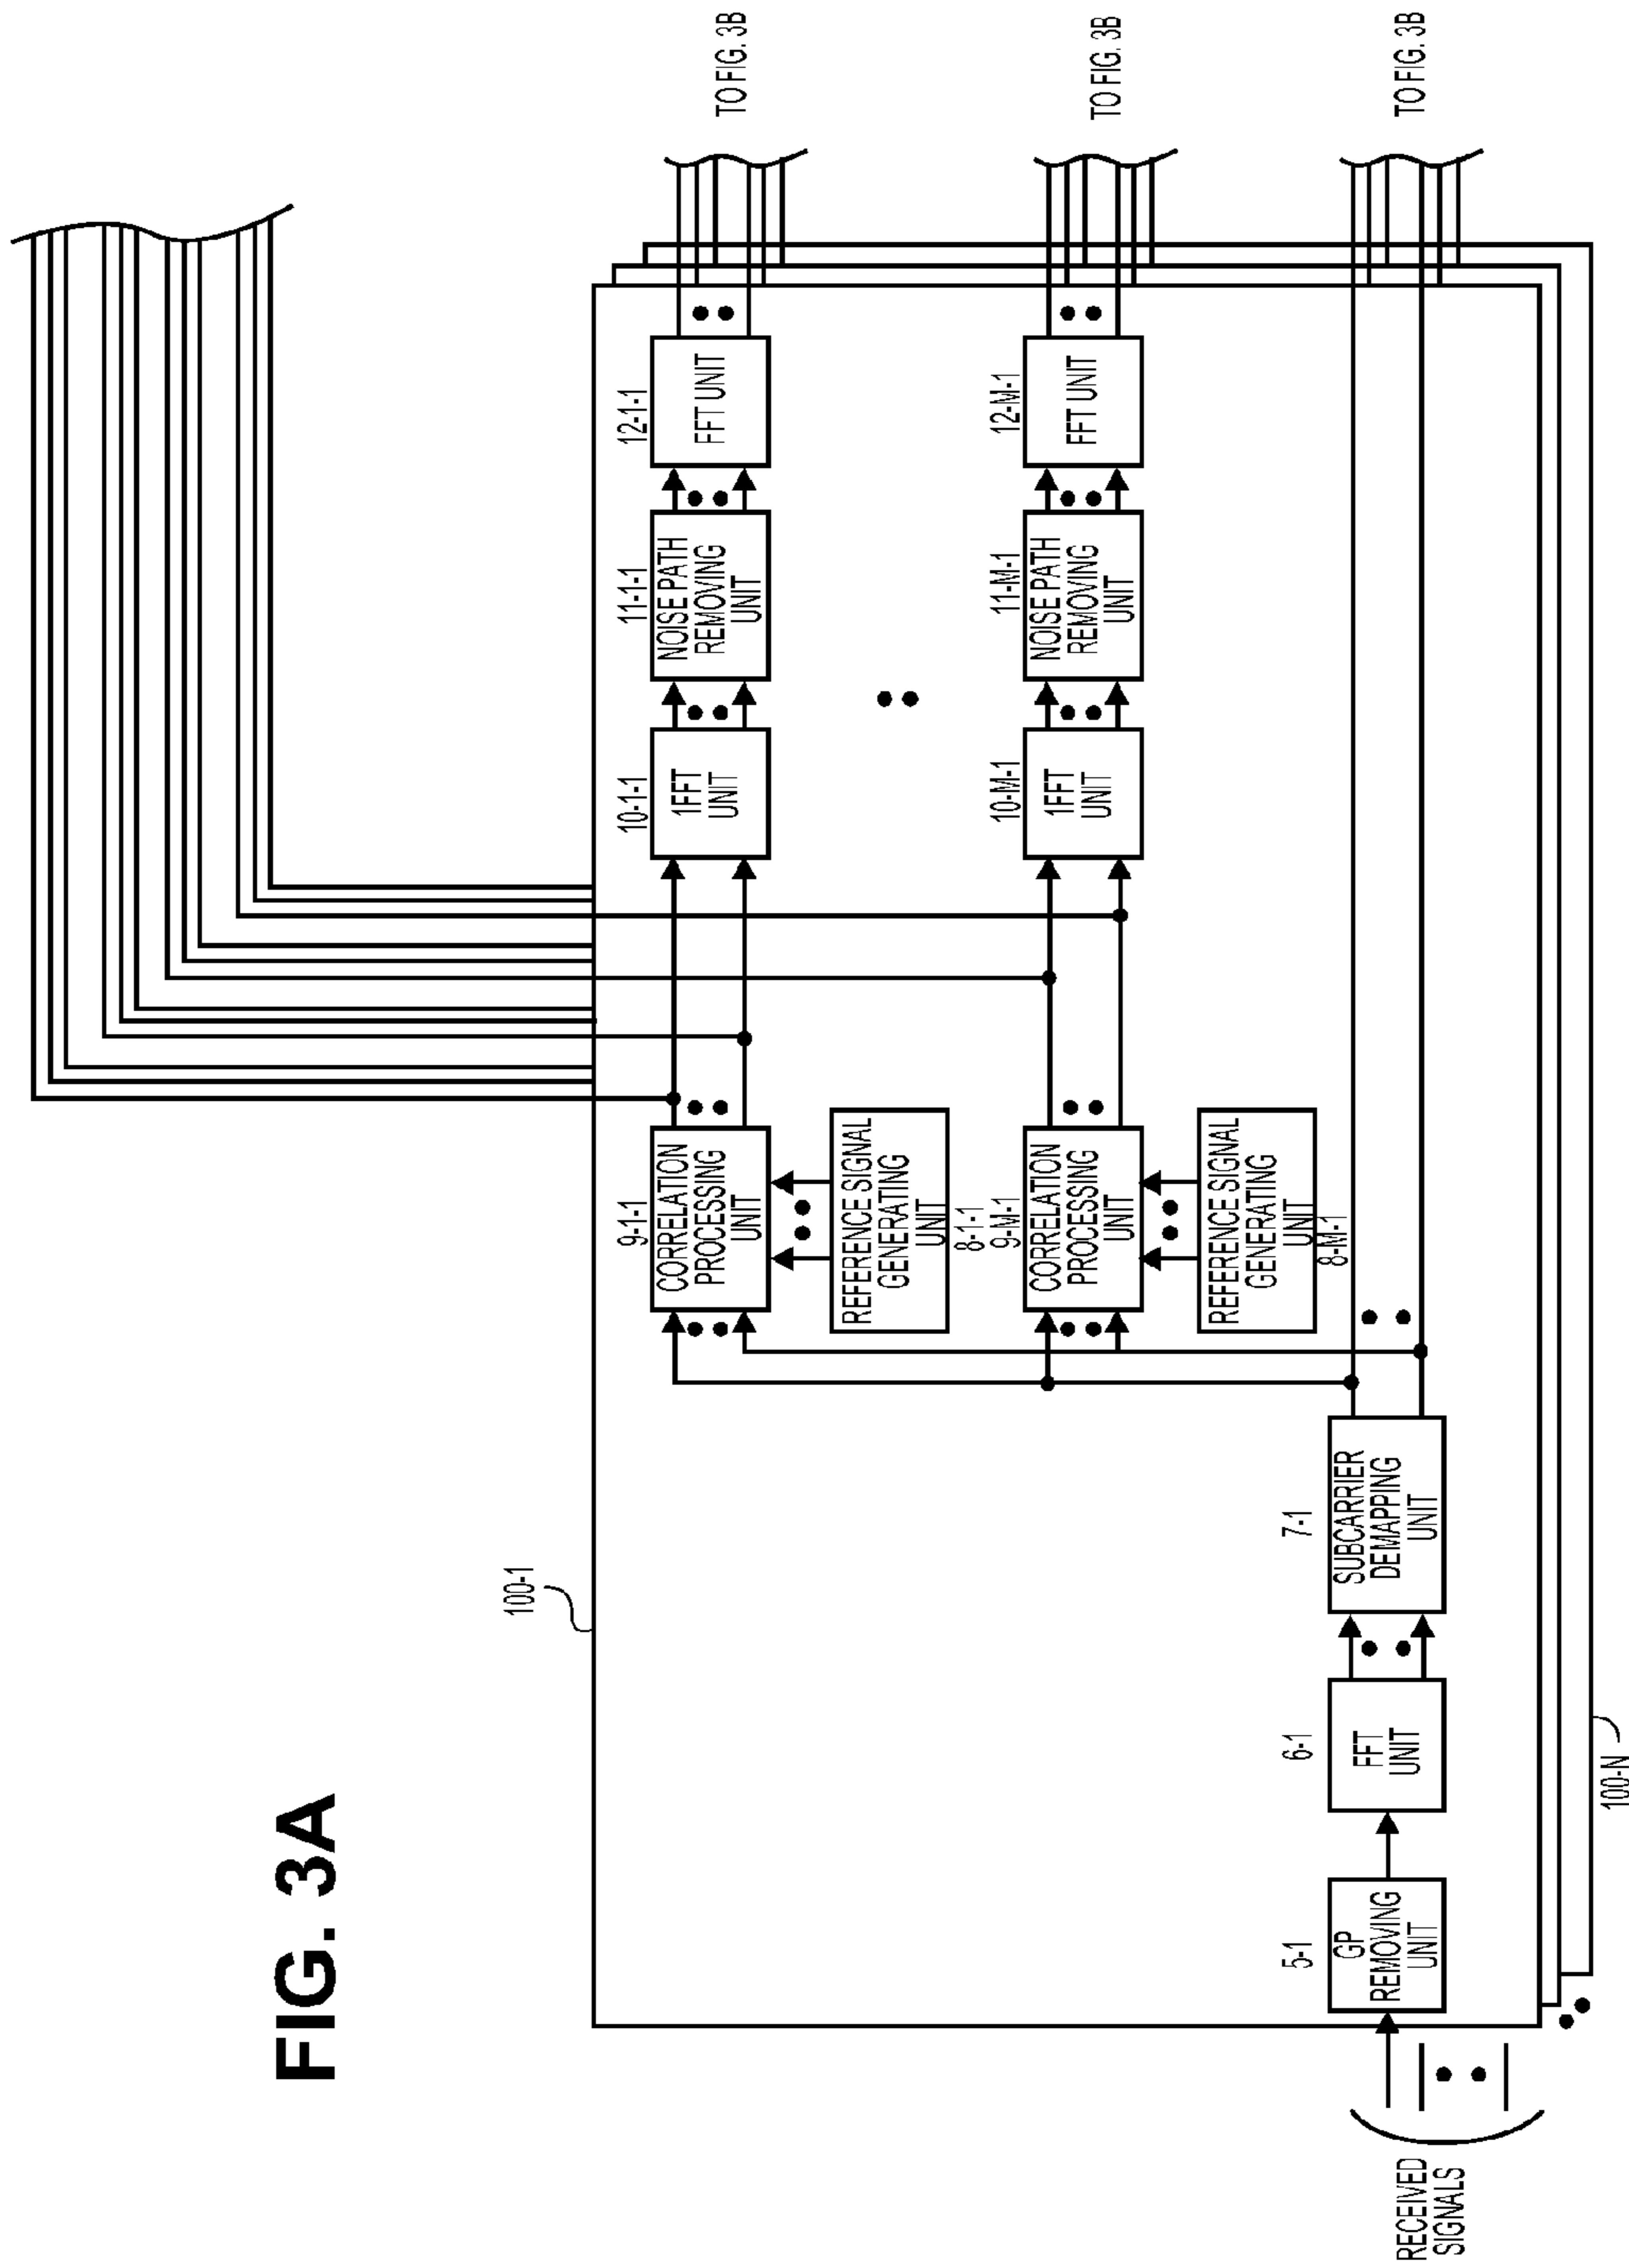 FIG. 3A
100-1
12-1-1
FFT UNIT
TO FIG. 3B
11-1-1
NOISE PATH
REMOVING
UNIT
10-1-1
1FFT
UNIT
9-1-1
CORRELATION
PROCESSING
UNIT
REFERENCE SIGNAL
GENERATING
UNIT
8-1-1
12-M-1
FFT UNIT
TO FIG. 3B
11-M-1
NOISE PATH
REMOVING
UNIT
10-M-1
1FFT
UNIT
9-M-1
CORRELATION
PROCESSING
UNIT
REFERENCE SIGNAL
GENERATING
UNIT
8-M-1
TO FIG. 3B
7-1
SUBCARRIER
DEMAPPING
UNIT
6-1
FFT
UNIT
5-1
GP
REMOVING
UNIT
RECEIVED
SIGNALS
100-N